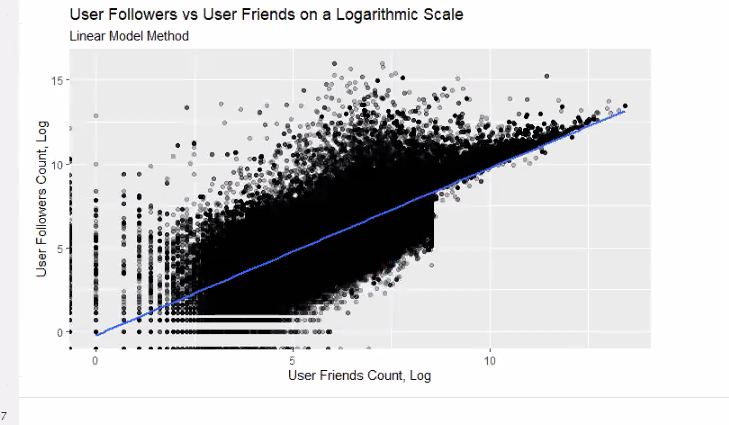 User Followers vs User Friends on a Logarithmic Scale
Linear Model Method
User Followers Count, Log
15
10
5
0
0 5 10
User Friends Count, Log
7